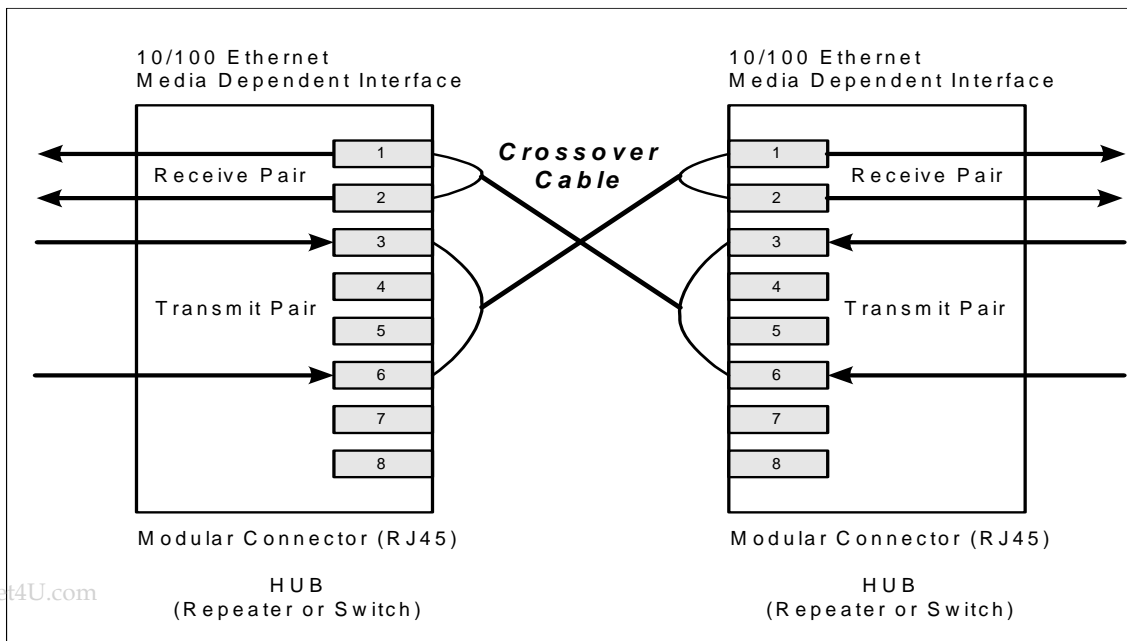 10/100 Ethernet
Media Dependent Interface
10/100 Ethernet
Media Dependent Interface
1
Crossover
Cable
1
Receive Pair
Receive Pair
2
2
3
3
4
4
Transmit Pair
Transmit Pair
5
5
6
6
7
7
8
8
Modular Connector (RJ45)
Modular Connector (RJ45)
HUB
(Repeater or Switch)
HUB
(Repeater or Switch)
et4U.com